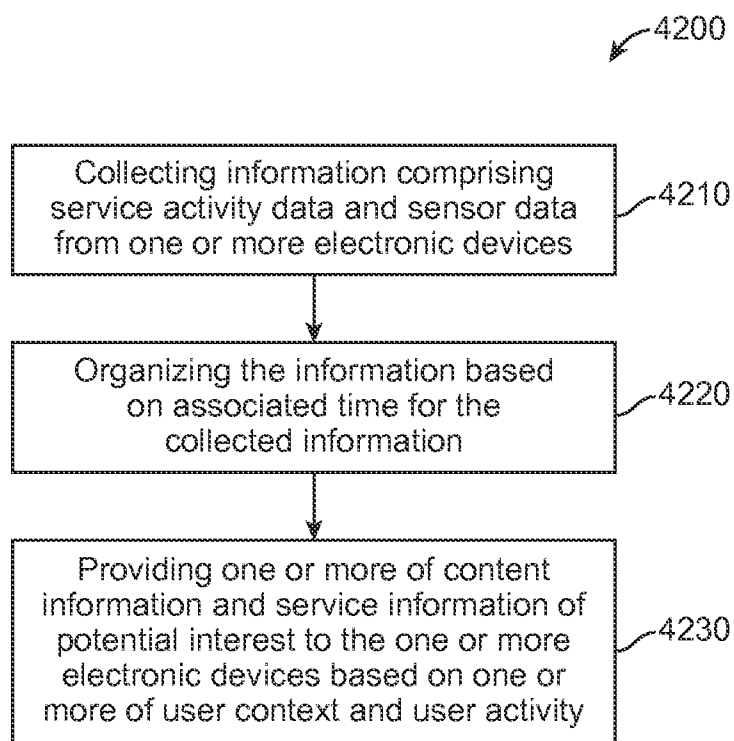 4200
Collecting information comprising
service activity data and sensor data
from one or more electronic devices
4210
Organizing the information based
on associated time for the
collected information
4220
Providing one or more of content
information and service information of
potential interest to the one or more
electronic devices based on one or
more of user context and user activity
4230